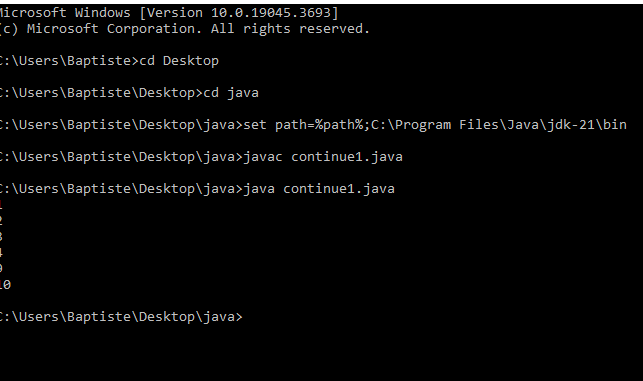 Microsoft Windows [Version 10.0.19045.3693]
(c) Microsoft Corporation. All rights reserved.
C:\Users\Baptiste>cd Desktop
C:\Users\Baptiste\Desktop>cd java
C:\Users\Baptiste\Desktop\java>set path=%path%;C:\Program Files\Java\jdk-21\bin
C:\Users\Baptiste\Desktop\java>javac continue1.java
C:\Users\Baptiste\Desktop\java>java continue1.java
1
2
3
4
9
10
C:\Users\Baptiste\Desktop\java>